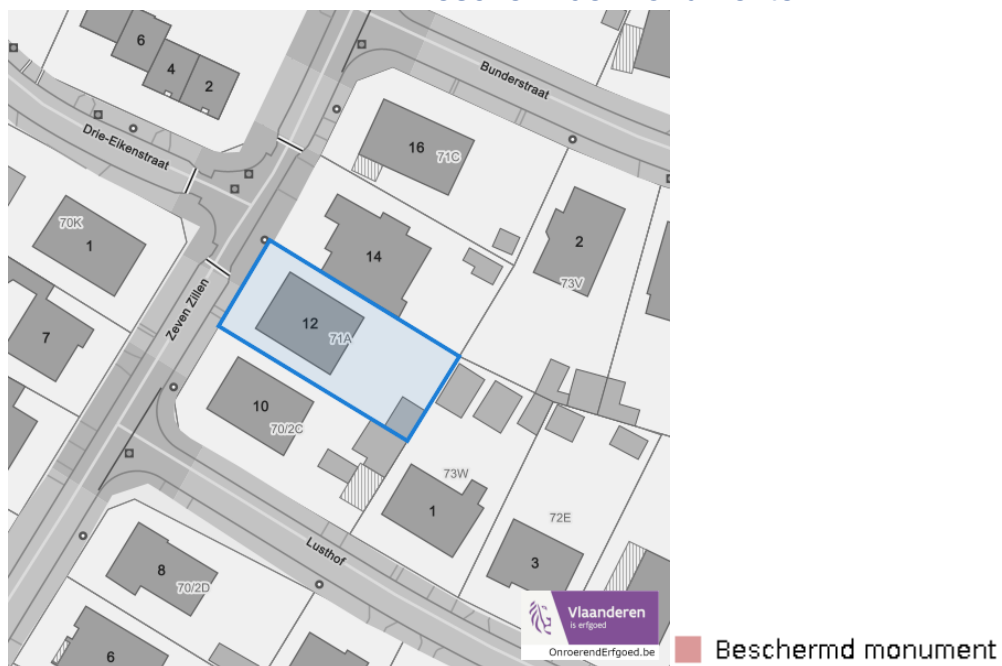 6
4
2
Bunderstraat
Drie-Eikenstraat
16
71C
70K
1
14
2
73V
Zeven Zillen
12
71A
7
10
70/2C
73W
1
72E
3
Lusthof
8
70/2D
6
Vlaanderen
is erfgoed
OnroerendErfgoed.be
Beschermd monument